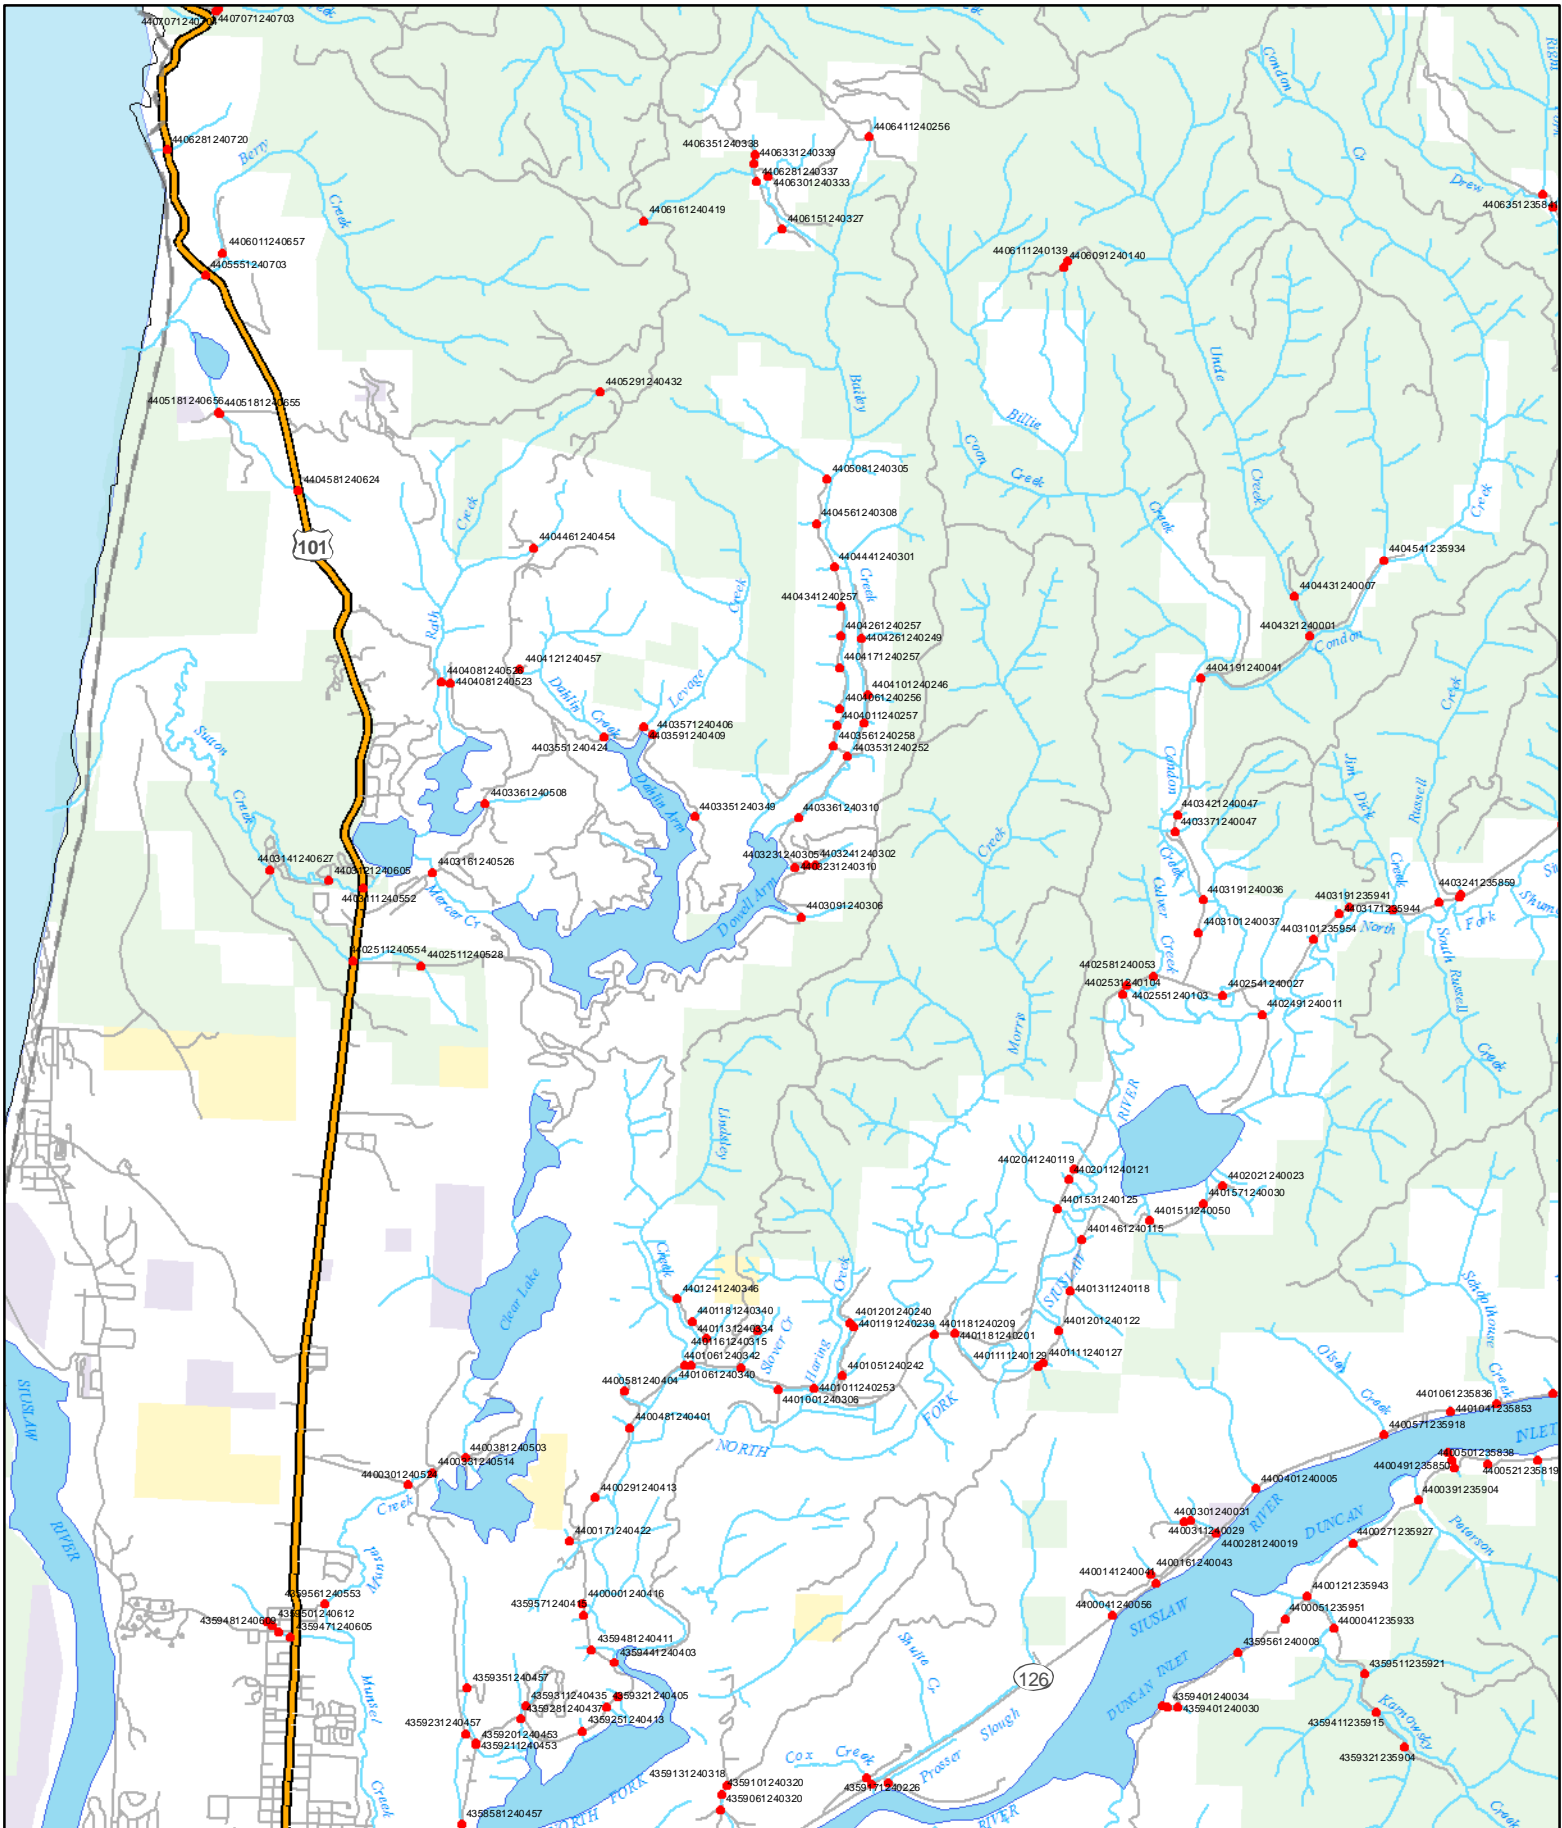 4407071240703
4406281240720
Berry
Creek
4406011240657
4405551240703
4406411240256
4406351240338
4406331240339
4406281240337
4406301240333
4406161240419
4406151240327
4406111240139
4406091240140
Condon
Cr
Drew
Right
Bailey
Billie
Coon
Creek
Creek
4405291240432
4405181240656
4405181240655
4404581240624
101
Creek
4404461240454
Rath
4405081240305
4404561240308
4404441240301
Creek
4404341240257
4404261240257
4404261240249
4404171240257
4404101240246
4404061240256
4404011240257
4403561240258
4403531240252
Creek
Creek
Creek
4404541235934
4404431240007
4404321240001
Condon
4404191240041
4404121240457
4404081240526
4404081240523
Dahlin
Creek
Levage
Creek
4403571240406
4403591240409
4403551240424
Dahlin Arm
Sutton
Creek
4403361240508
4403351240349
4403361240310
4403231240305
4403241240302
4403231240310
4403091240306
Dowell Arm
4403141240627
4403121240605
4403111240552
4403161240526
Mercer Cr
4402511240554
4402511240528
Creek
Morris
Condon
Creek
4403421240047
4403371240047
4403191240036
4403101240037
Culver
Creek
Jim
Dick
Creek
Russell
Creek
4403241235859
4403191235941
4403171235944
4403101235954
North
Fork
South Russell
Creek
4402581240053
4402531240104
4402551240103
4402541240027
4402491240011
RIVER
Lindsley
Creek
4402041240119
4402011240121
4401531240125
4402021240023
4401571240030
4401511240050
4401461240115
SIUSLAW
4401311240118
4401201240122
4401111240129
4401111240127
Clear Lake
4401241240346
4401181240340
4401131240334
4401161240315
4401061240342
4401061240340
4400581240404
4400481240401
Slover Cr
Haring
Creek
4401201240240
4401191240239
4401181240209
4401181240201
4401051240242
4401011240253
4401001240306
NORTH
FORK
Schoolhouse
Creek
Olsen
Creek
4401061235836
4401041235853
4400571235918
INLET
4400501235838
4400491235850
4400521235819
4400391235904
4400401240005
RIVER
DUNCAN
4400271235927
Peterson
SIUSLAW
RIVER
4400381240503
4400331240514
4400301240524
Creek
Munsel
4400291240413
4400171240422
4400301240031
4400311240029
4400281240019
4400161240043
4400141240041
4400041240056
SIUSLAW
4400121235943
4400051235951
4400041235933
4359561240008
4359511235921
DUNCAN INLET
4359401240034
4359401240030
Karnowsky
4359411235915
4359321235904
Creek
4359561240553
4359501240612
4359481240609
4359471240605
Munsel
Creek
4400001240416
4359571240415
4359481240411
4359441240403
4359351240457
4359311240435
4359281240437
4359321240405
4359251240413
4359231240457
4359201240453
4359211240453
4358581240457
NORTH FORK
Shutte Cr
126
Cox Creek
Prosser Slough
4359171240226
4359131240318
4359101240320
4359061240320
RIVER